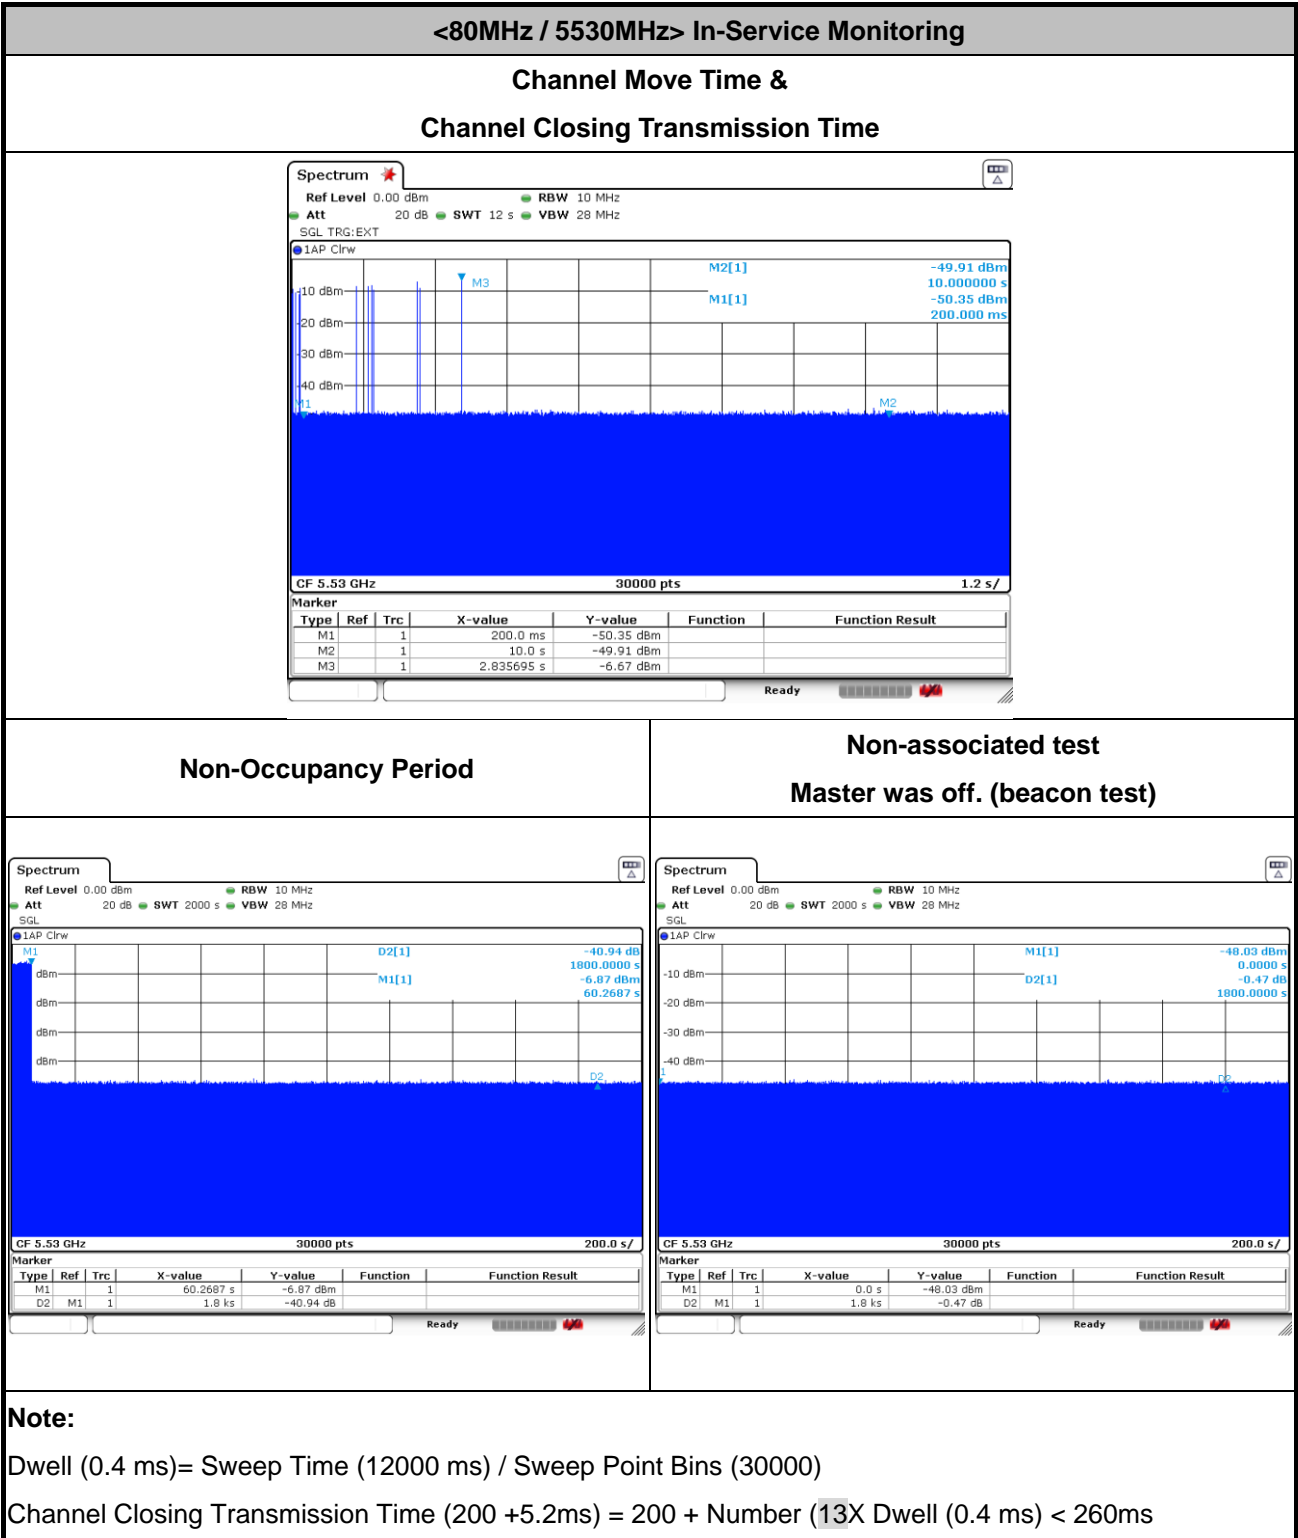 <80MHz / 5530MHz> In-Service Monitoring
Channel Move Time &
Channel Closing Transmission Time
Spectrum
Ref Level 0.00 dBm RBW 10 MHz
Att 20 dB SWT 12 s VBW 28 MHz
SGL TRG:EXT
1AP Clrw
M2[1] -49.91 dBm
10.000000 s
M1[1] -50.35 dBm
200.000 ms
M3
-10 dBm
-20 dBm
-30 dBm
-40 dBm
M1
M2
CF 5.53 GHz 30000 pts 1.2 s/
Marker
Type Ref Trc X-value Y-value Function Function Result
M1 1 200.0 ms -50.35 dBm
M2 1 10.0 s -49.91 dBm
M3 1 2.835695 s -6.67 dBm
Ready
Non-Occupancy Period
Non-associated test
Master was off. (beacon test)
Spectrum
Ref Level 0.00 dBm RBW 10 MHz
Att 20 dB SWT 2000 s VBW 28 MHz
SGL
1AP Clrw
M1
D2[1] -40.94 dB
1800.0000 s
M1[1] -6.87 dBm
60.2687 s
dBm
dBm
dBm
dBm
D2
CF 5.53 GHz 30000 pts 200.0 s/
Marker
Type Ref Trc X-value Y-value Function Function Result
M1 1 60.2687 s -6.87 dBm
D2 M1 1 1.8 ks -40.94 dB
Ready
Spectrum
Ref Level 0.00 dBm RBW 10 MHz
Att 20 dB SWT 2000 s VBW 28 MHz
SGL
1AP Clrw
M1[1] -48.03 dBm
0.0000 s
D2[1] -0.47 dB
1800.0000 s
-10 dBm
-20 dBm
-30 dBm
-40 dBm
1
D2
CF 5.53 GHz 30000 pts 200.0 s/
Marker
Type Ref Trc X-value Y-value Function Function Result
M1 1 0.0 s -48.03 dBm
D2 M1 1 1.8 ks -0.47 dB
Ready
Note:
Dwell (0.4 ms)= Sweep Time (12000 ms) / Sweep Point Bins (30000)
Channel Closing Transmission Time (200 +5.2ms) = 200 + Number (13X Dwell (0.4 ms) < 260ms